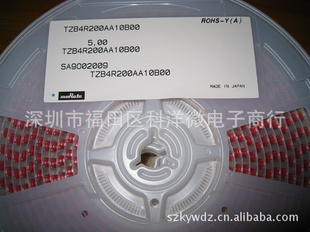 ROHS-Y(A)
TZB4R200AA10B00
5,00
TZB4R200AA10B00
SA9002009
TZB4R200AA10B00
muRata
MADE IN JAPAN
深圳市福田区科洋微电子商行
szkywdz.cn.alibaba.com